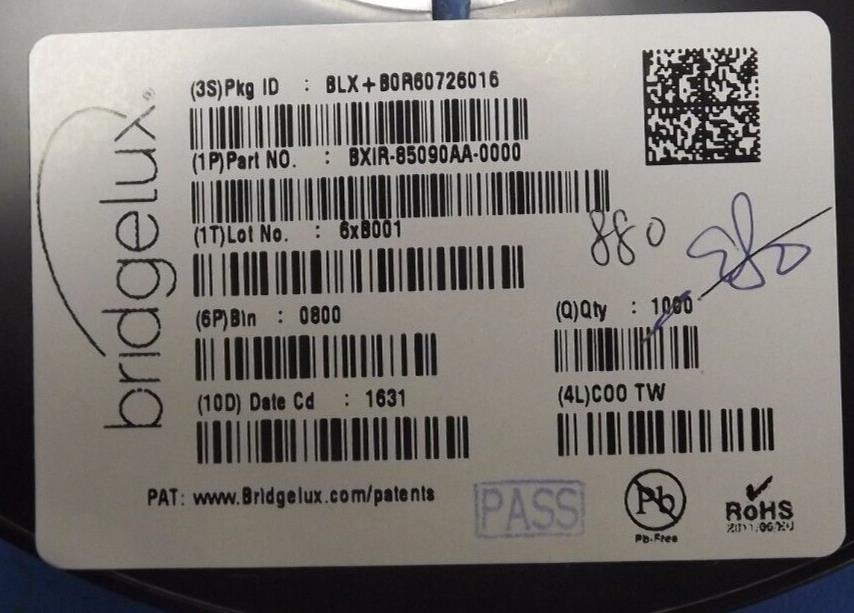 bridgelux®
(3S)Pkg ID : BLX+B0R60726016
(1P)Part NO. : BXIR-85090AA-0000
(1T)Lot No. : 6xB001
880
(6P)Bin : 0800
(Q)Qty : 1000
(10D) Date Cd : 1631
(4L)COO TW
PAT: www.Bridgelux.com/patents
PASS
Pb
Pb-Free
RoHS